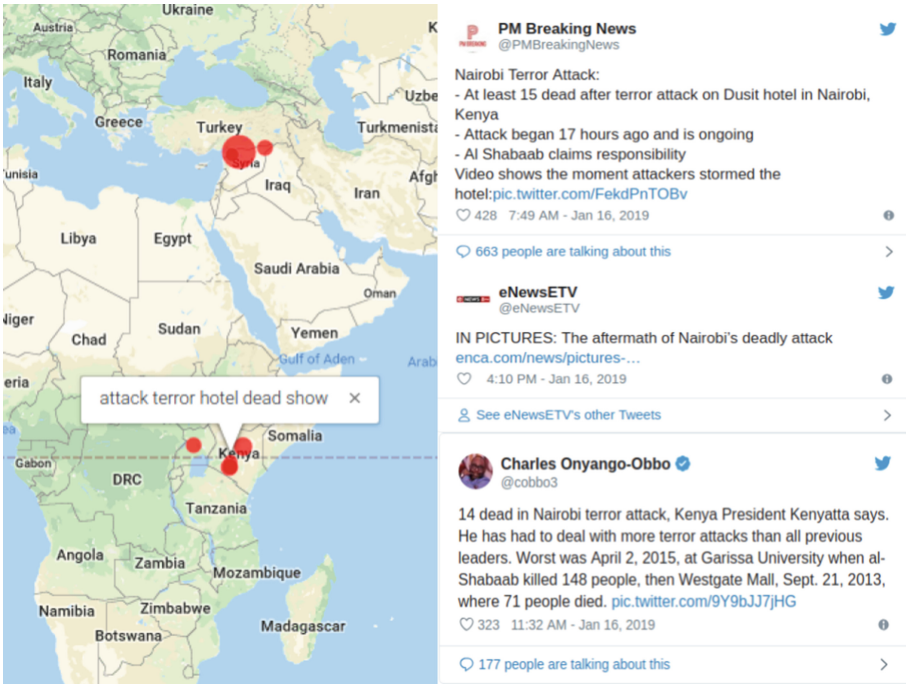 Ukraine
Austria
K
Romania
Italy
Uzbe
Greece
Turkey
Turkmenista
Syria
Tunisia
Iraq
Iran
Afgh
Libya
Egypt
Saudi Arabia
Oman
Niger
Chad
Sudan
Yemen
Gulf of Aden
Arab
eria
attack terror hotel dead show ×
ea
Somalia
Kenya
Gabon
DRC
Tanzania
Angola
Zambia
Mozambique
Namibia
Zimbabwe
Madagascar
Botswana
PM Breaking News
@PMBreakingNews
Nairobi Terror Attack:
- At least 15 dead after terror attack on Dusit hotel in Nairobi,
Kenya
- Attack began 17 hours ago and is ongoing
- Al Shabaab claims responsibility
Video shows the moment attackers stormed the
hotel:pic.twitter.com/FekdPnTOBv
428 7:49 AM - Jan 16, 2019
663 people are talking about this
eNewsETV
@eNewsETV
IN PICTURES: The aftermath of Nairobi's deadly attack
enca.com/news/pictures-…
4:10 PM - Jan 16, 2019
See eNewsETV's other Tweets
Charles Onyango-Obbo
@cobbo3
14 dead in Nairobi terror attack, Kenya President Kenyatta says.
He has had to deal with more terror attacks than all previous
leaders. Worst was April 2, 2015, at Garissa University when al-
Shabaab killed 148 people, then Westgate Mall, Sept. 21, 2013,
where 71 people died. pic.twitter.com/9Y9bJJ7jHG
323 11:32 AM - Jan 16, 2019
177 people are talking about this